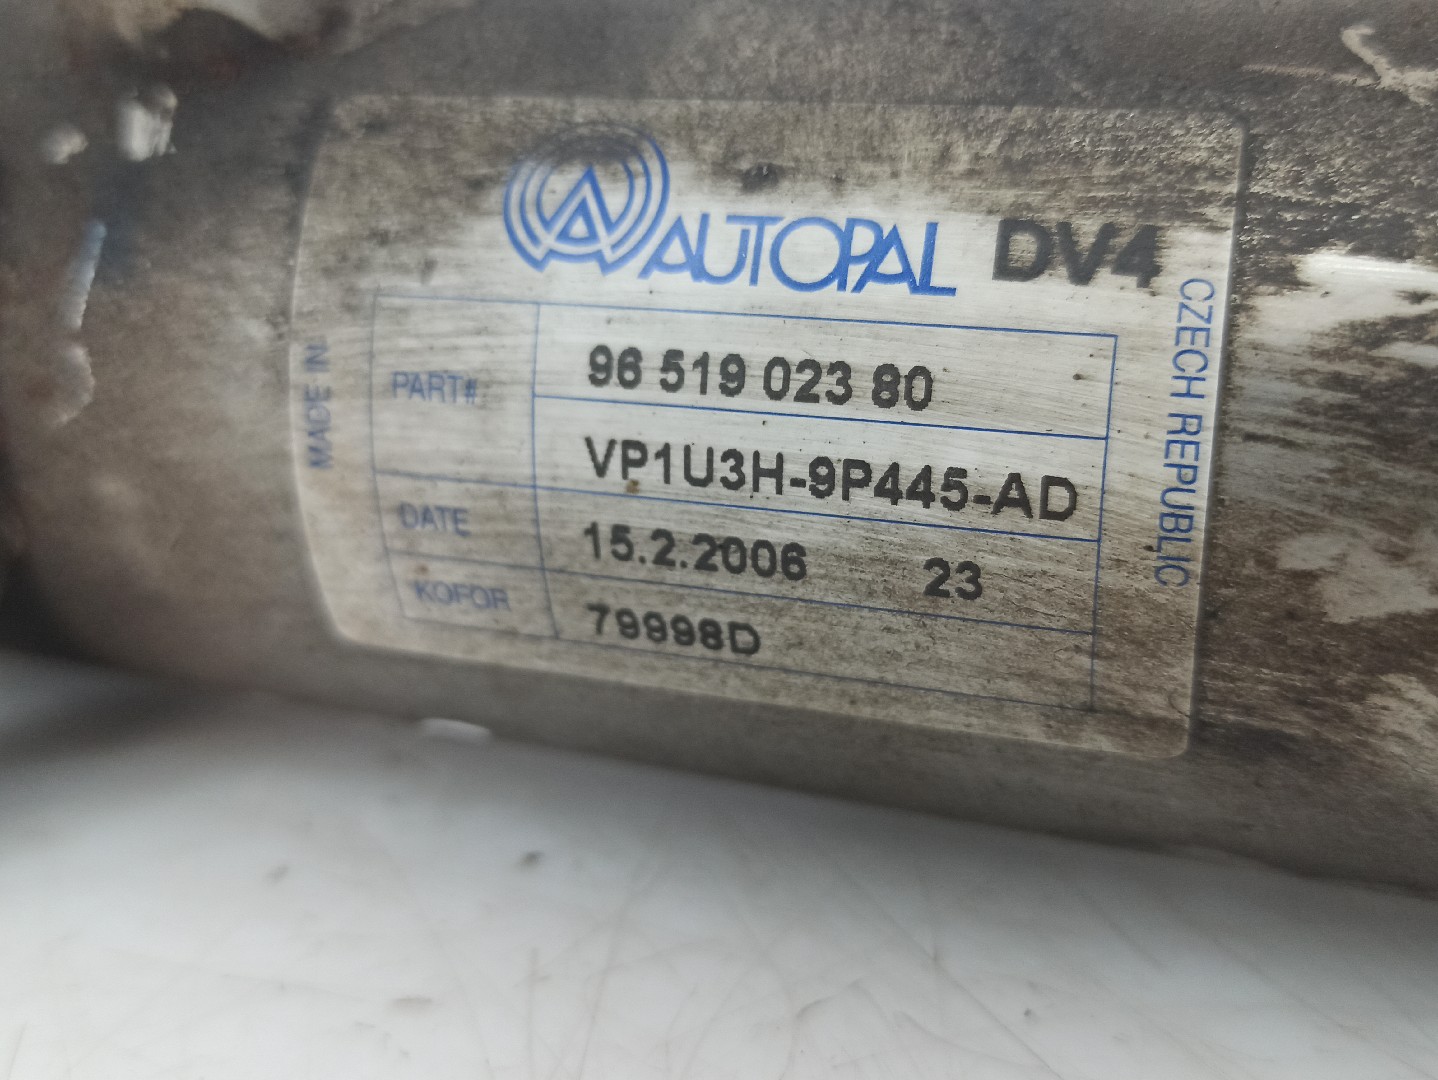 AUTOPAL DV4
MADE IN
CZECH REPUBLIC
PART# 96 519 023 80
VP1U3H-9P445-AD
DATE 15.2.2006 23
KOFOR 79998D